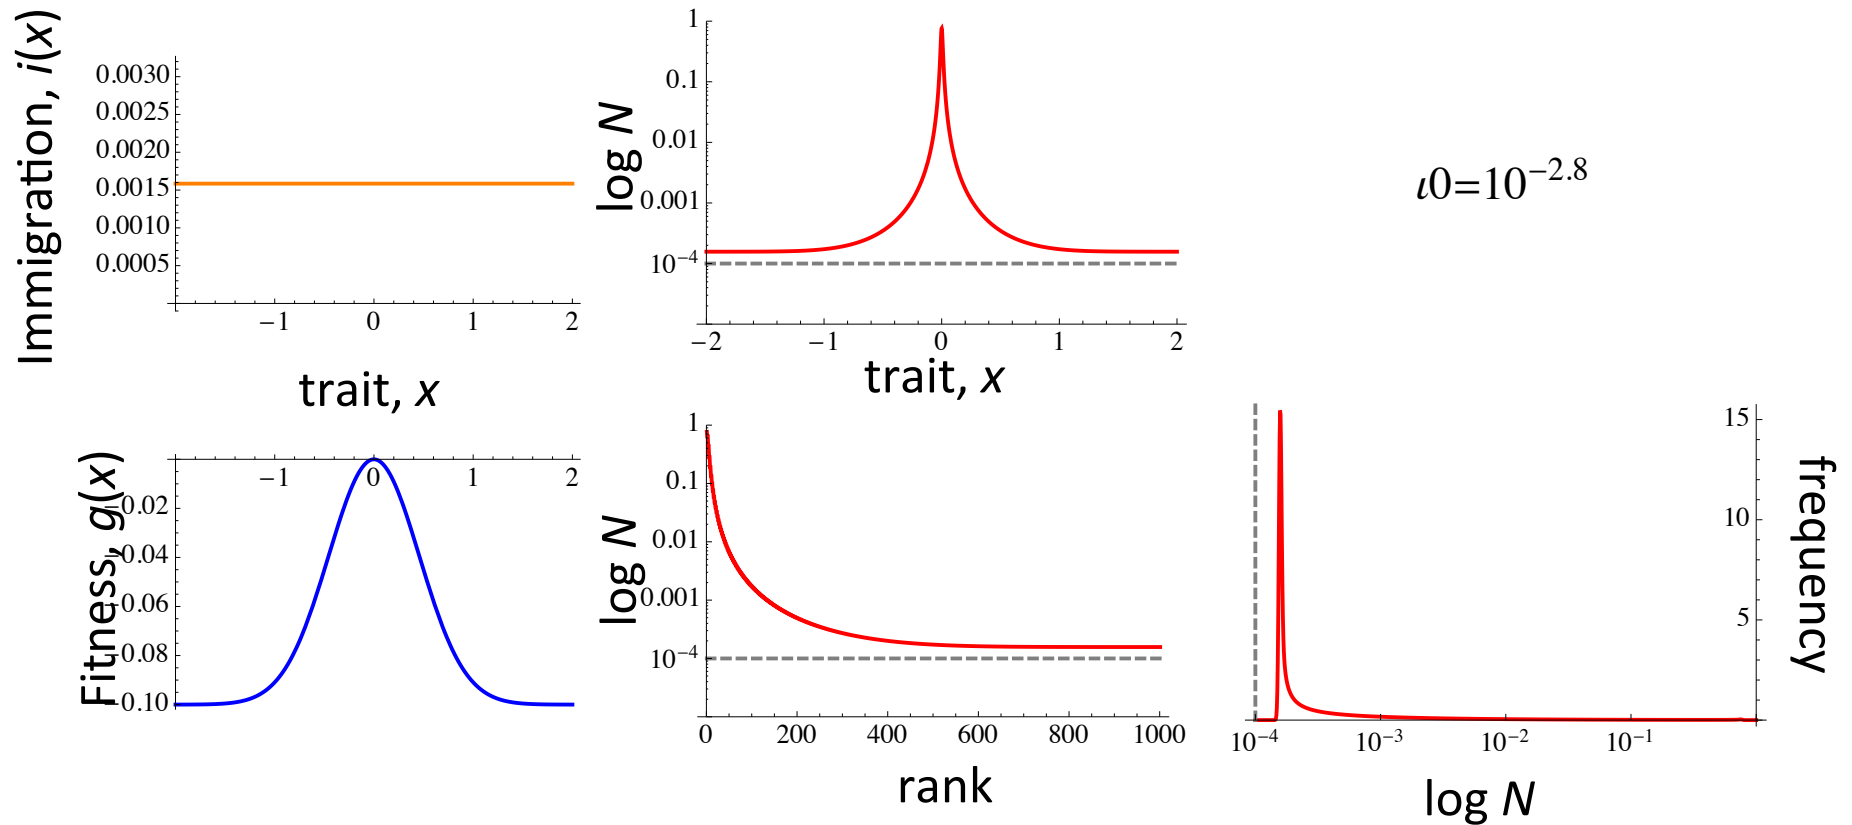 Immigration, i(x)
0.0030
0.0025
0.0020
0.0015
0.0010
0.0005
−1 0 1 2
trait, x
log N
1
0.1
0.01
0.001
10⁻⁴
−2 −1 0 1 2
trait, x
ι0=10⁻²·⁸
Fitness, g(x)
−1 0 1 2
−0.02
−0.04
−0.06
−0.08
−0.10
log N
1
0.1
0.01
0.001
10⁻⁴
0 200 400 600 800 1000
rank
15
10
5
frequency
10⁻⁴ 10⁻³ 10⁻² 10⁻¹
log N